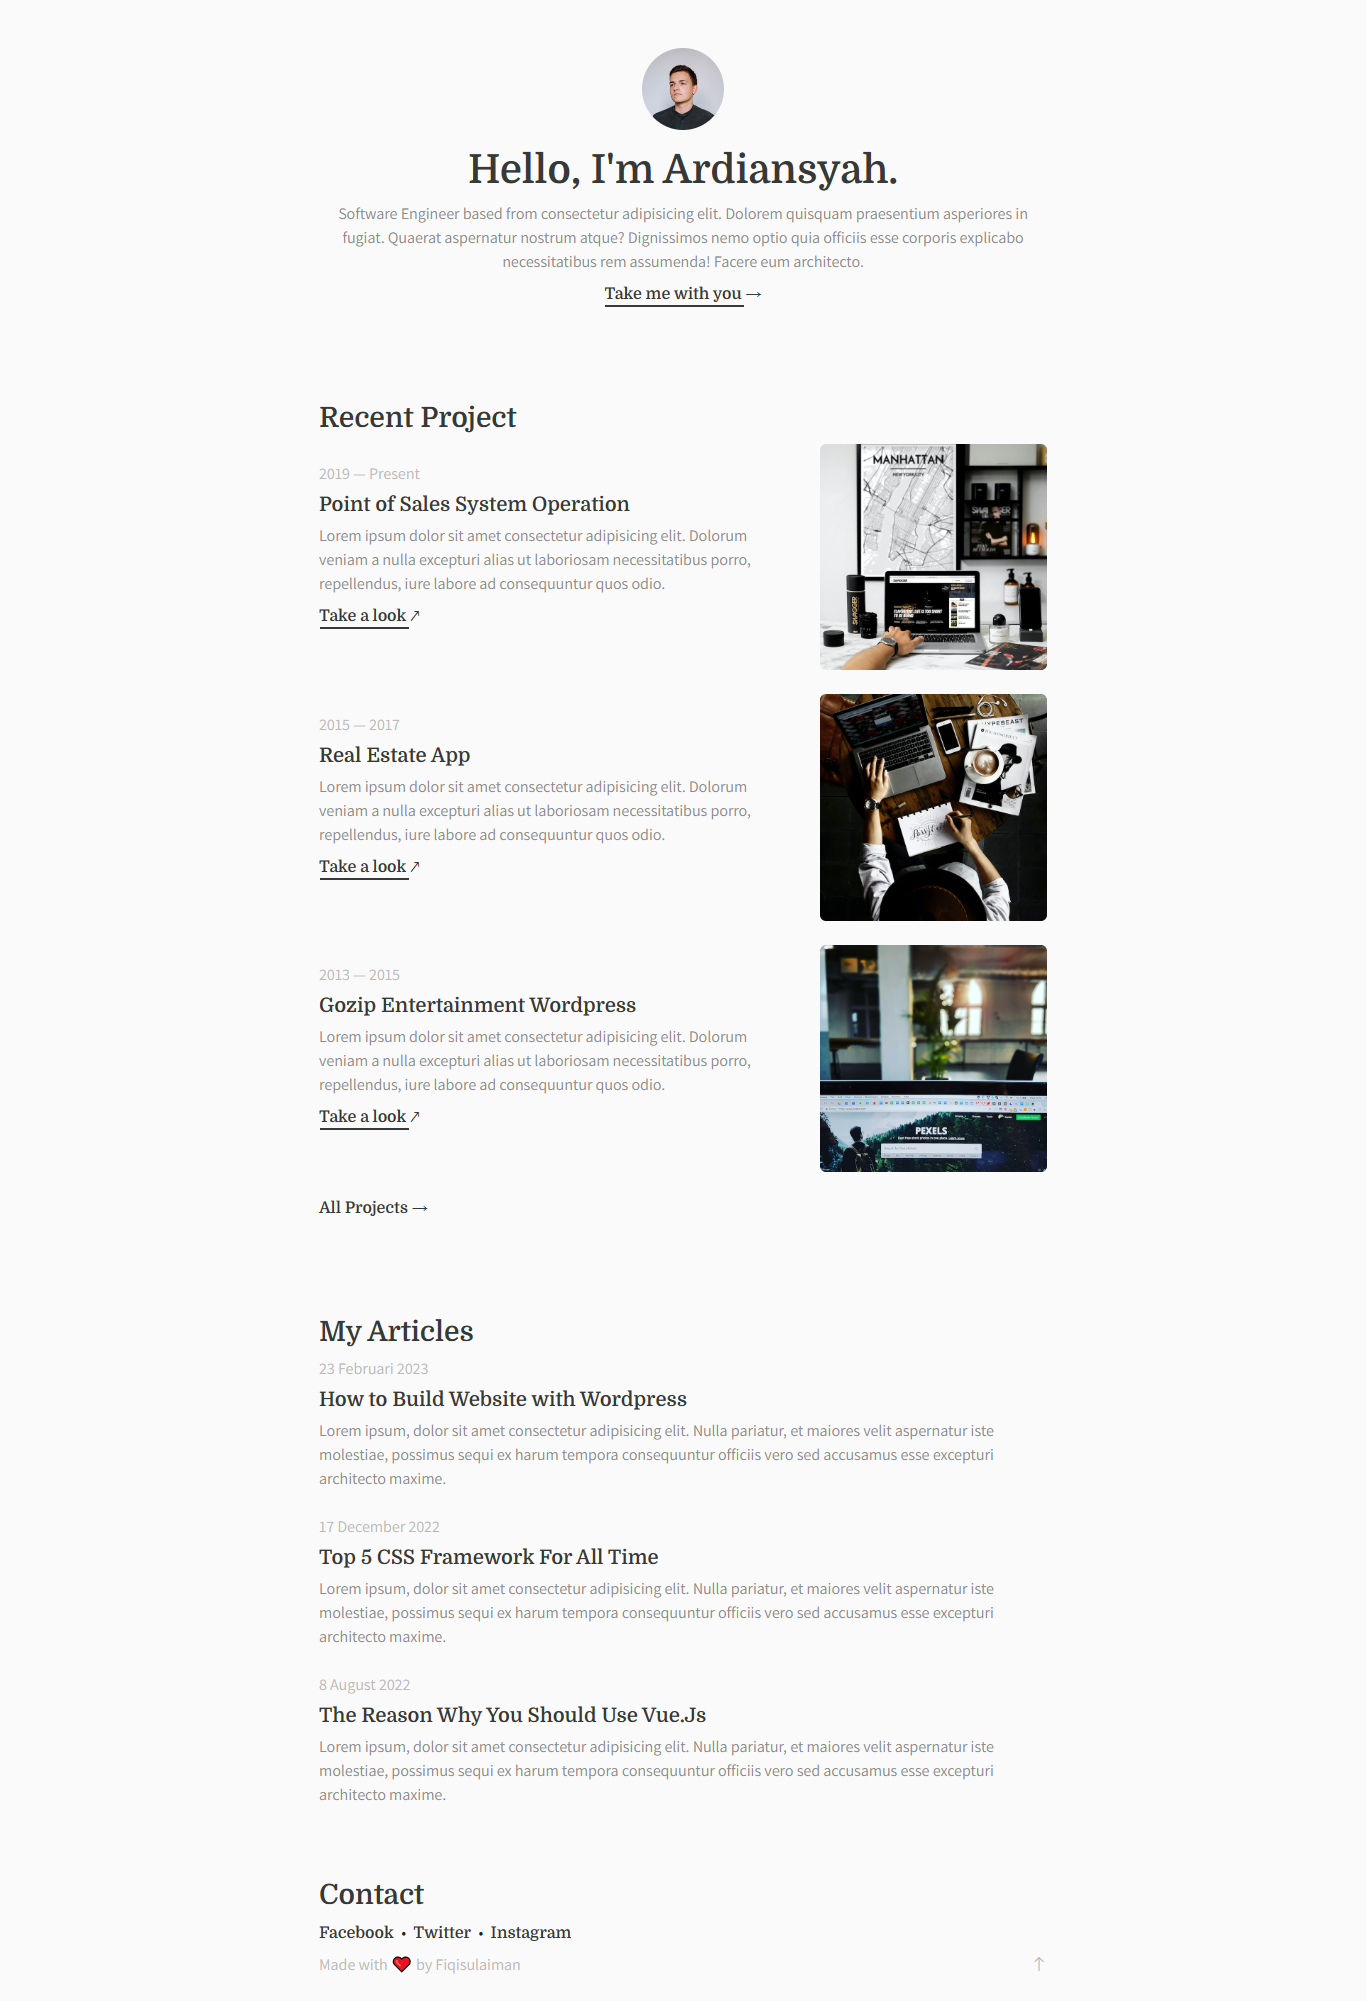 Hello, I'm Ardiansyah.
Software Engineer based from consectetur adipisicing elit. Dolorem quisquam praesentium asperiores in
fugiat. Quaerat aspernatur nostrum atque? Dignissimos nemo optio quia officiis esse corporis explicabo
necessitatibus rem assumenda! Facere eum architecto.
Take me with you →
Recent Project
MANHATTAN
NEW YORK CITY
2019 — Present
Point of Sales System Operation
Lorem ipsum dolor sit amet consectetur adipisicing elit. Dolorum
veniam a nulla excepturi alias ut laboriosam necessitatibus porro,
repellendus, iure labore ad consequuntur quos odio.
Take a look ↗
HYPEBEAST
2015 — 2017
Real Estate App
Lorem ipsum dolor sit amet consectetur adipisicing elit. Dolorum
veniam a nulla excepturi alias ut laboriosam necessitatibus porro,
repellendus, iure labore ad consequuntur quos odio.
Take a look ↗
2013 — 2015
Gozip Entertainment Wordpress
Lorem ipsum dolor sit amet consectetur adipisicing elit. Dolorum
veniam a nulla excepturi alias ut laboriosam necessitatibus porro,
repellendus, iure labore ad consequuntur quos odio.
Take a look ↗
PEXELS
All Projects →
My Articles
23 Februari 2023
How to Build Website with Wordpress
Lorem ipsum, dolor sit amet consectetur adipisicing elit. Nulla pariatur, et maiores velit aspernatur iste
molestiae, possimus sequi ex harum tempora consequuntur officiis vero sed accusamus esse excepturi
architecto maxime.
17 December 2022
Top 5 CSS Framework For All Time
Lorem ipsum, dolor sit amet consectetur adipisicing elit. Nulla pariatur, et maiores velit aspernatur iste
molestiae, possimus sequi ex harum tempora consequuntur officiis vero sed accusamus esse excepturi
architecto maxime.
8 August 2022
The Reason Why You Should Use Vue.Js
Lorem ipsum, dolor sit amet consectetur adipisicing elit. Nulla pariatur, et maiores velit aspernatur iste
molestiae, possimus sequi ex harum tempora consequuntur officiis vero sed accusamus esse excepturi
architecto maxime.
Contact
Facebook • Twitter • Instagram
Made with ❤ by Fiqisulaiman ↑